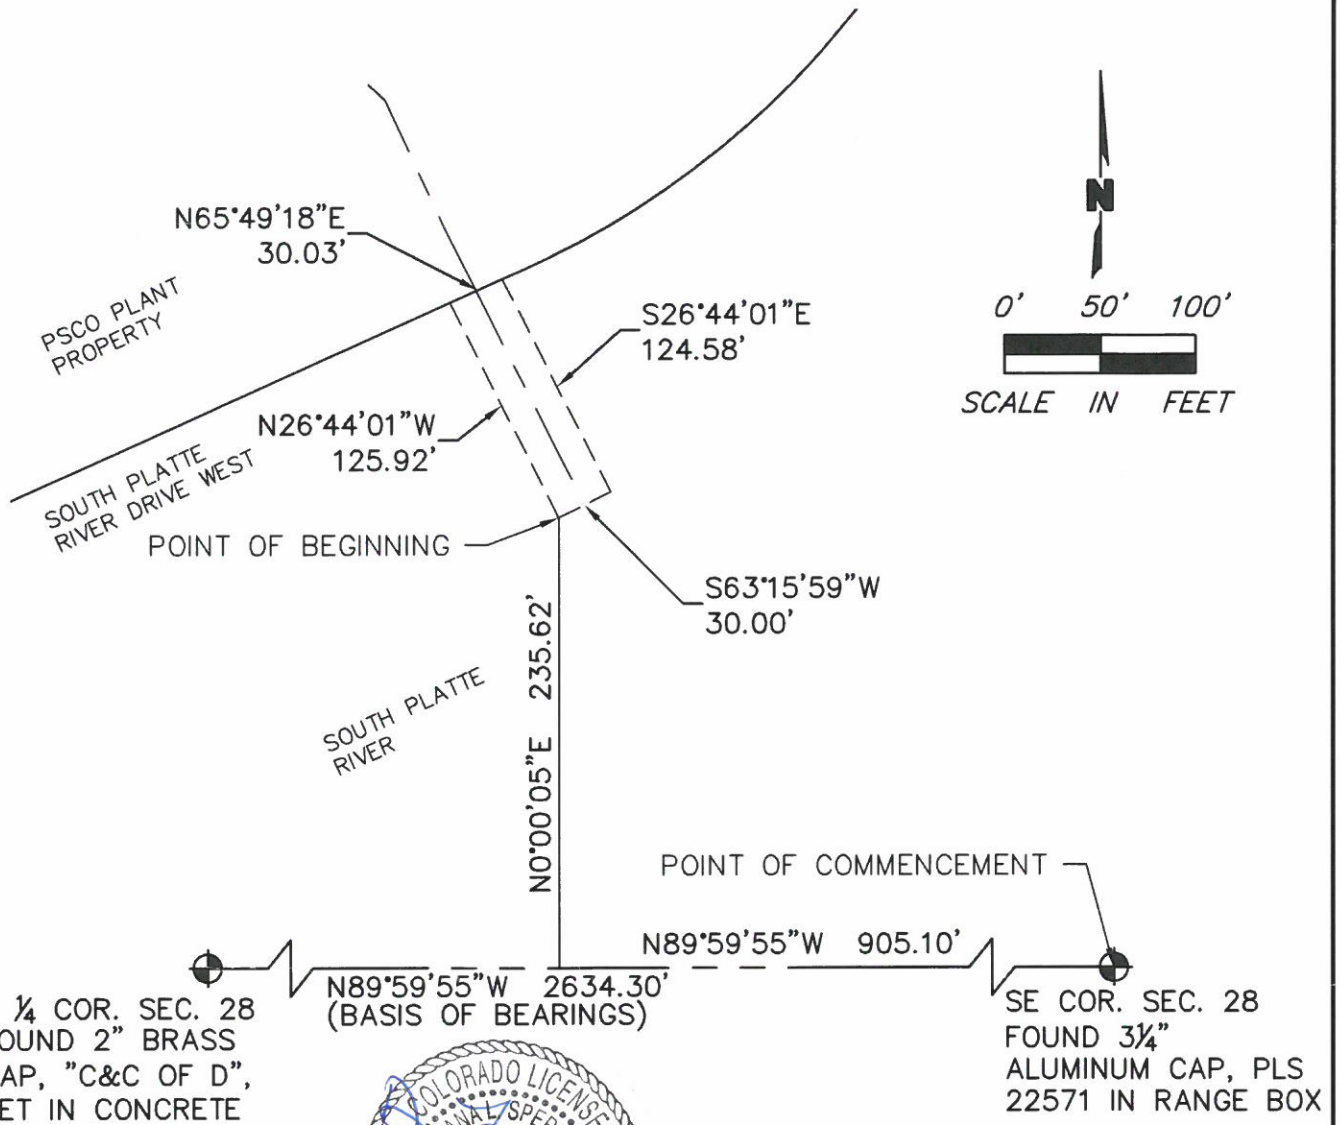 N65°49'18"E
30.03'
N
PSCO PLANT
PROPERTY
0' 50' 100'
SCALE IN FEET
S26°44'01"E
124.58'
N26°44'01"W
125.92'
SOUTH PLATTE
RIVER DRIVE WEST
POINT OF BEGINNING
S63°15'59"W
30.00'
N0°00'05"E 235.62'
SOUTH PLATTE
RIVER
POINT OF COMMENCEMENT
N89°59'55"W 905.10'
N89°59'55"W 2634.30'
(BASIS OF BEARINGS)
¼ COR. SEC. 28
OUND 2" BRASS
AP, "C&C OF D",
ET IN CONCRETE
SE COR. SEC. 28
FOUND 3¼"
ALUMINUM CAP, PLS
22571 IN RANGE BOX
COLORADO LICENSE